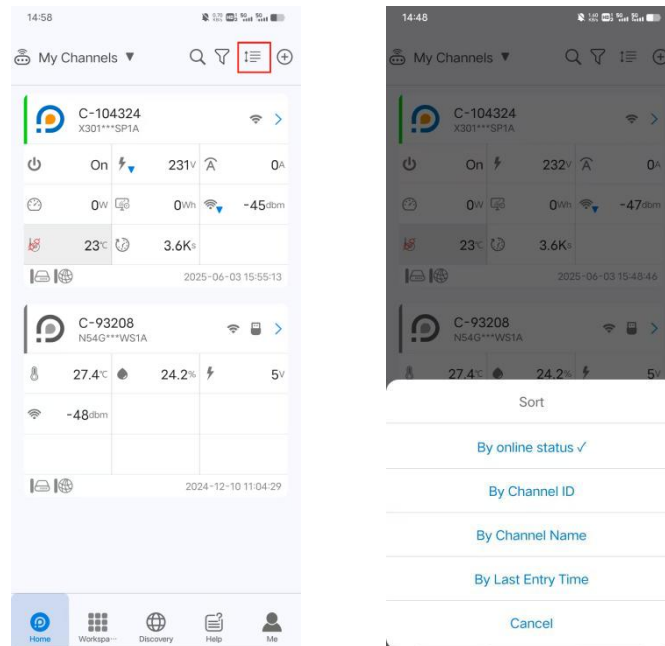 14:58
My Channels ▼
C-104324
X301***SP1A
On 231V 0A
0W 0Wh -45dbm
23℃ 3.6Ks
2025-06-03 15:55:13
C-93208
N54G***WS1A
27.4℃ 24.2% 5V
-48dbm
2024-12-10 11:04:29
Home Workspa··· Discovery Help Me
14:48
My Channels ▼
C-104324
X301***SP1A
On 232V 0A
0W 0Wh -47dbm
23℃ 3.6Ks
2025-06-03 15:48:46
C-93208
N54G***WS1A
27.4℃ 24.2% 5V
Sort
By online status ✓
By Channel ID
By Channel Name
By Last Entry Time
Cancel